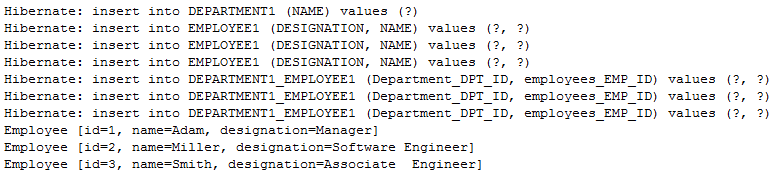 Hibernate: insert into DEPARTMENT1 (NAME) values (?)
Hibernate: insert into EMPLOYEE1 (DESIGNATION, NAME) values (?, ?)
Hibernate: insert into EMPLOYEE1 (DESIGNATION, NAME) values (?, ?)
Hibernate: insert into EMPLOYEE1 (DESIGNATION, NAME) values (?, ?)
Hibernate: insert into DEPARTMENT1_EMPLOYEE1 (Department_DPT_ID, employees_EMP_ID) values (?, ?)
Hibernate: insert into DEPARTMENT1_EMPLOYEE1 (Department_DPT_ID, employees_EMP_ID) values (?, ?)
Hibernate: insert into DEPARTMENT1_EMPLOYEE1 (Department_DPT_ID, employees_EMP_ID) values (?, ?)
Employee [id=1, name=Adam, designation=Manager]
Employee [id=2, name=Miller, designation=Software Engineer]
Employee [id=3, name=Smith, designation=Associate  Engineer]